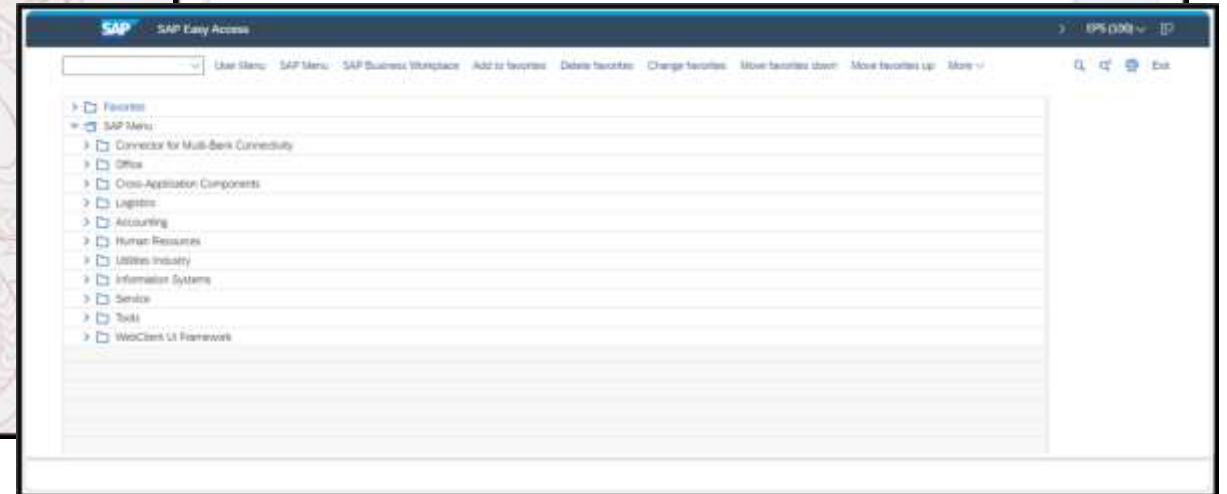 SAP SAP Easy Access EPS (100)
User Menu SAP Menu SAP Business Workplace Add to favorites Delete favorites Change favorites Move favorites down Move favorites up More Exit
Favorites
SAP Menu
Connector for Multi-Bank Connectivity
Office
Cross-Application Components
Logistics
Accounting
Human Resources
Utilities Industry
Information Systems
Service
Tools
WebClient UI Framework